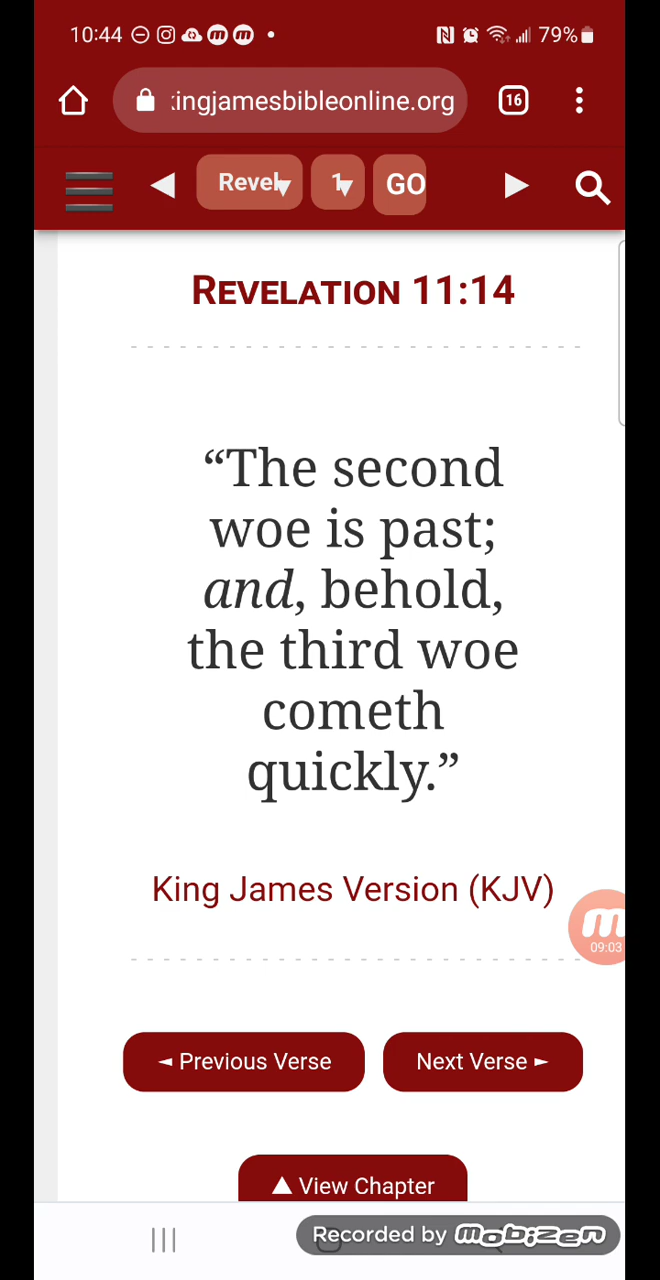 10:44 79%
:ingjamesbibleonline.org 16
Revel 1 GO
REVELATION 11:14
“The second
woe is past;
and, behold,
the third woe
cometh
quickly.”
King James Version (KJV)
m
09:03
◄ Previous Verse Next Verse ►
▲ View Chapter
Recorded by mobizen